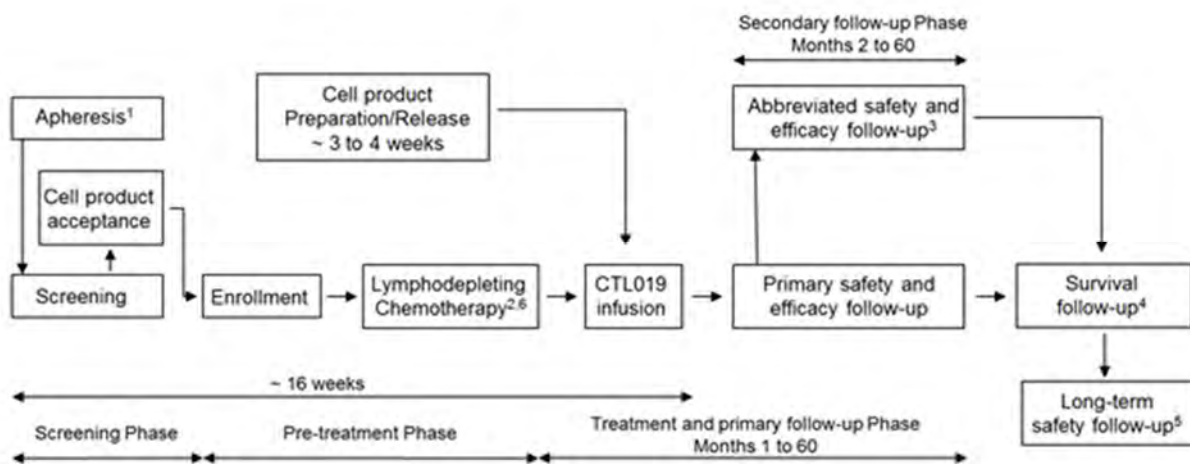 Secondary follow-up Phase
Months 2 to 60
Apheresis¹
Cell product
Preparation/Release
~ 3 to 4 weeks
Abbreviated safety and
efficacy follow-up³
Cell product
acceptance
Screening
Enrollment
Lymphodepleting
Chemotherapy²,⁶
CTL019
infusion
Primary safety and
efficacy follow-up
Survival
follow-up⁴
~ 16 weeks
Long-term
safety follow-up⁵
Screening Phase
Pre-treatment Phase
Treatment and primary follow-up Phase
Months 1 to 60